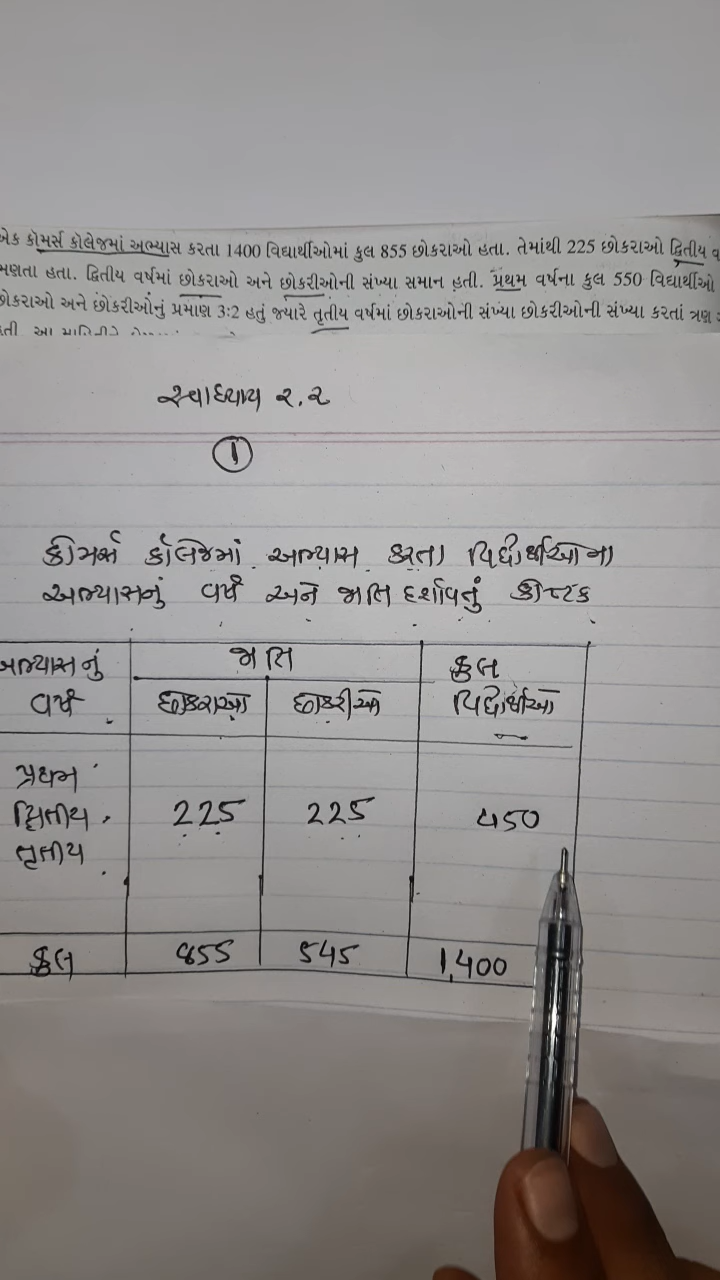 એક કૉમર્સ કૉલેજમાં અભ્યાસ કરતા 1400 વિદ્યાર્થીઓમાં કુલ 855 છોકરાઓ હતા. તેમાંથી 225 છોકરાઓ દ્વિતીય વ
ભણતા હતા. દ્વિતીય વર્ષમાં છોકરાઓ અને છોકરીઓની સંખ્યા સમાન હતી. પ્રથમ વર્ષના કુલ 550 વિદ્યાર્થીઓ
છોકરાઓ અને છોકરીઓનું પ્રમાણ 3:2 હતું જ્યારે તૃતીય વર્ષમાં છોકરાઓની સંખ્યા છોકરીઓની સંખ્યા કરતાં ત્રણ
સ્વાધ્યાય ૨.૨
1
કોમર્સ કૉલેજમાં અભ્યાસ કરતા વિદ્યાર્થીઓના
અભ્યાસનું વર્ષ અને જાતિ દર્શાવતું કોષ્ટક
અભ્યાસનું જાતિ કુલ
વર્ષ છોકરાઓ છોકરીઓ વિદ્યાર્થીઓ
પ્રથમ
દ્વિતીય 225 225 450
તૃતીય
કુલ 855 545 1,400